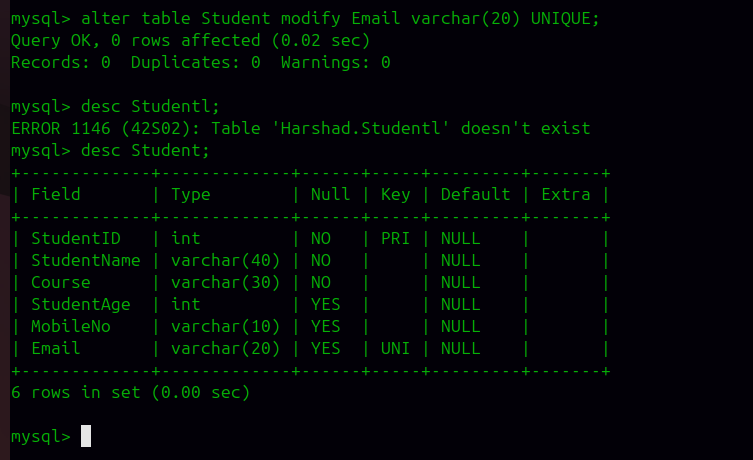 mysql> alter table Student modify Email varchar(20) UNIQUE;
Query OK, 0 rows affected (0.02 sec)
Records: 0  Duplicates: 0  Warnings: 0
mysql> desc Studentl;
ERROR 1146 (42S02): Table 'Harshad.Studentl' doesn't exist
mysql> desc Student;
+-------------+-------------+------+-----+---------+-------+
| Field       | Type        | Null | Key | Default | Extra |
+-------------+-------------+------+-----+---------+-------+
| StudentID   | int         | NO   | PRI | NULL    |       |
| StudentName | varchar(40) | NO   |     | NULL    |       |
| Course      | varchar(30) | NO   |     | NULL    |       |
| StudentAge  | int         | YES  |     | NULL    |       |
| MobileNo    | varchar(10) | YES  |     | NULL    |       |
| Email       | varchar(20) | YES  | UNI | NULL    |       |
+-------------+-------------+------+-----+---------+-------+
6 rows in set (0.00 sec)
mysql>